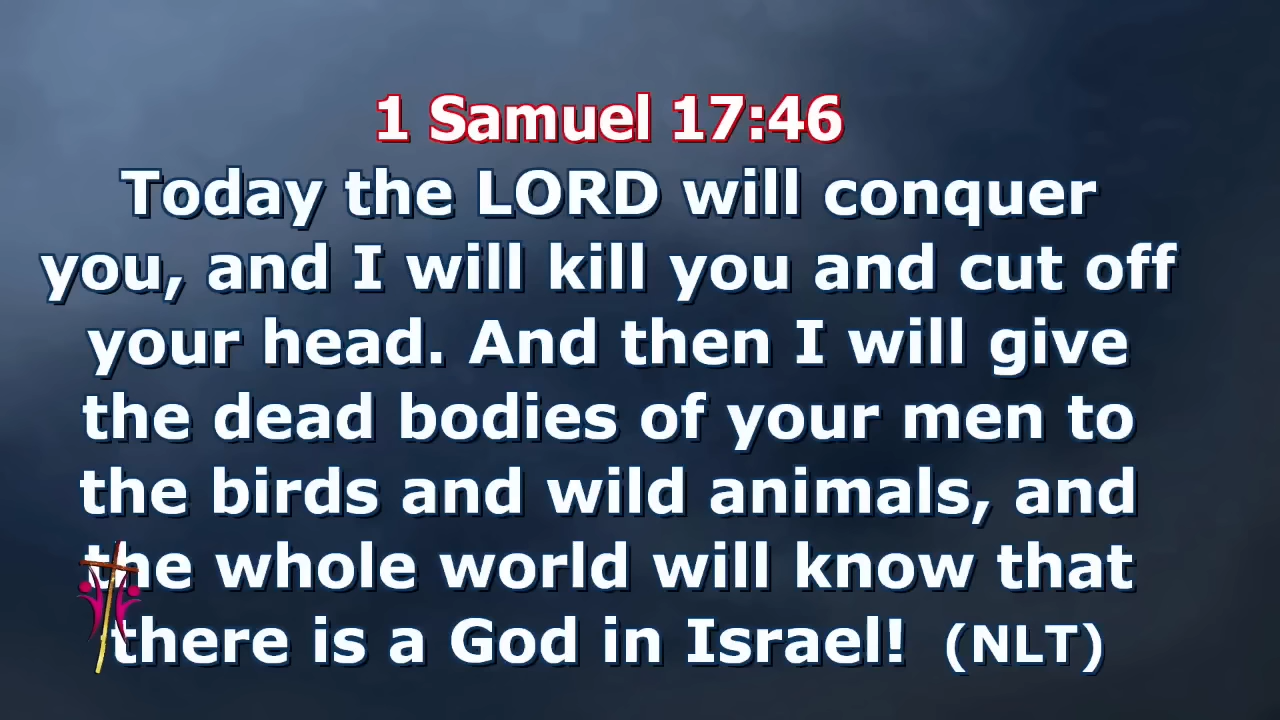 1 Samuel 17:46
Today the LORD will conquer
you, and I will kill you and cut off
your head. And then I will give
the dead bodies of your men to
the birds and wild animals, and
the whole world will know that
there is a God in Israel! (NLT)